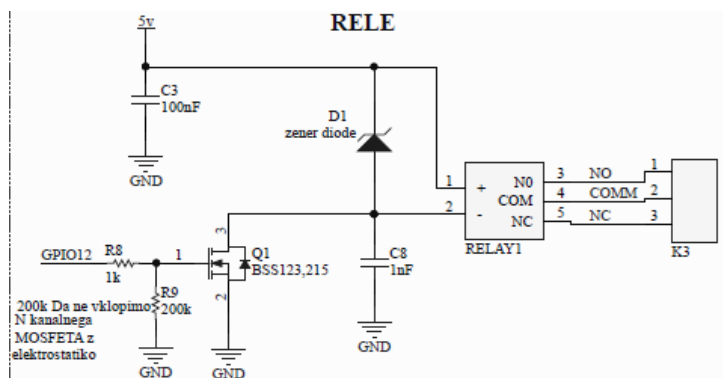 RELE
5v
C3
100nF
GND
D1
zener diode
1
+
N0
3
NO
1
COM
4
COMM
2
2
-
NC
5
NC
3
RELAY1
K3
3
GPIO12
R8
1k
1
Q1
BSS123,215
2
C8
1nF
R9
200k
200k Da ne vklopimo
N kanalnega
MOSFETA z
elektrostatiko
GND
GND
GND